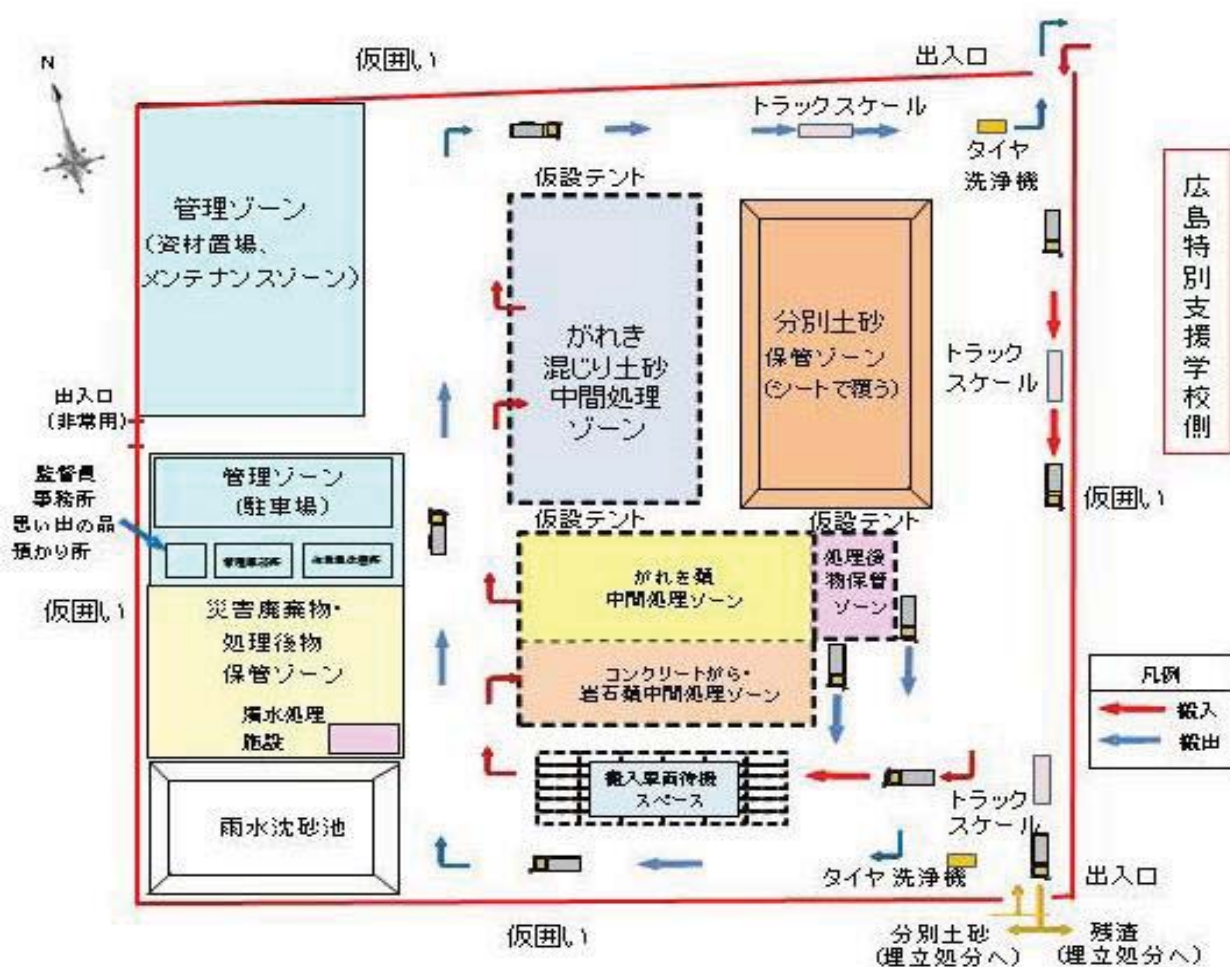 仮囲い
出入口
N
トラックスケール
タイヤ
洗浄機
仮設テント
管理ゾーン
(資材置場、
メンテナンスゾーン)
がれき
混じり土砂
中間処理
ゾーン
分別土砂
保管ゾーン
(シートで覆う)
トラック
スケール
広島特別支援学校側
出入口
(非常用)
監督員
事務所
思い出の品
預かり所
管理ゾーン
(駐車場)
仮囲い
仮設テント
仮設テント
がれき類
中間処理ゾーン
処理後
物保管
ゾーン
仮囲い
災害廃棄物・
処理後物
保管ゾーン
濁水処理
施設
コンクリートがら・
岩石類中間処理ゾーン
凡例
搬入
搬出
搬入車両待機
スペース
トラック
スケール
雨水沈砂池
タイヤ洗浄機
出入口
仮囲い
分別土砂
(埋立処分へ)
残渣
(埋立処分へ)